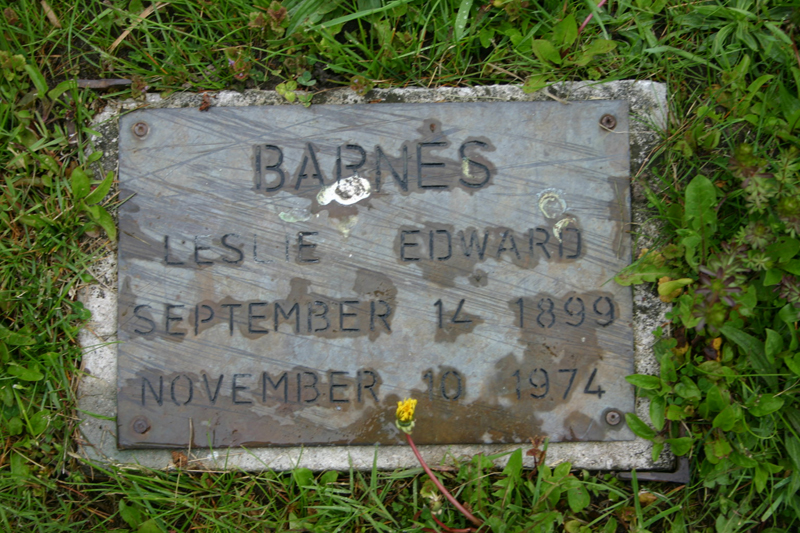 BARNES
LESLIE EDWARD
SEPTEMBER 14 1899
NOVEMBER 10 1974